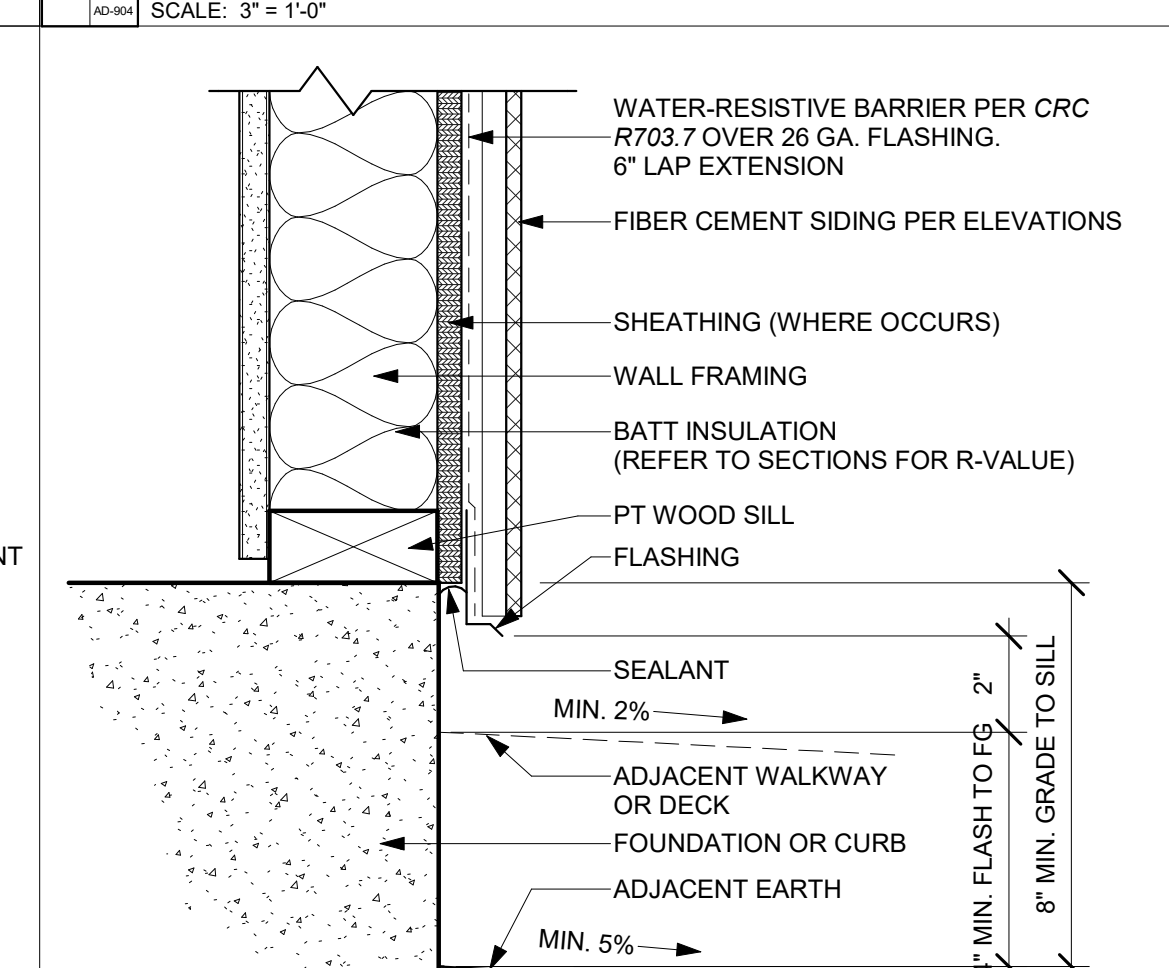 AD-904 SCALE: 3" = 1'-0"
WATER-RESISTIVE BARRIER PER CRC
R703.7 OVER 26 GA. FLASHING.
6" LAP EXTENSION
FIBER CEMENT SIDING PER ELEVATIONS
SHEATHING (WHERE OCCURS)
WALL FRAMING
BATT INSULATION
(REFER TO SECTIONS FOR R-VALUE)
PT WOOD SILL
FLASHING
NT
SEALANT
MIN. 2%
ADJACENT WALKWAY
OR DECK
FOUNDATION OR CURB
ADJACENT EARTH
MIN. 5%
2"
" MIN. FLASH TO FG
8" MIN. GRADE TO SILL